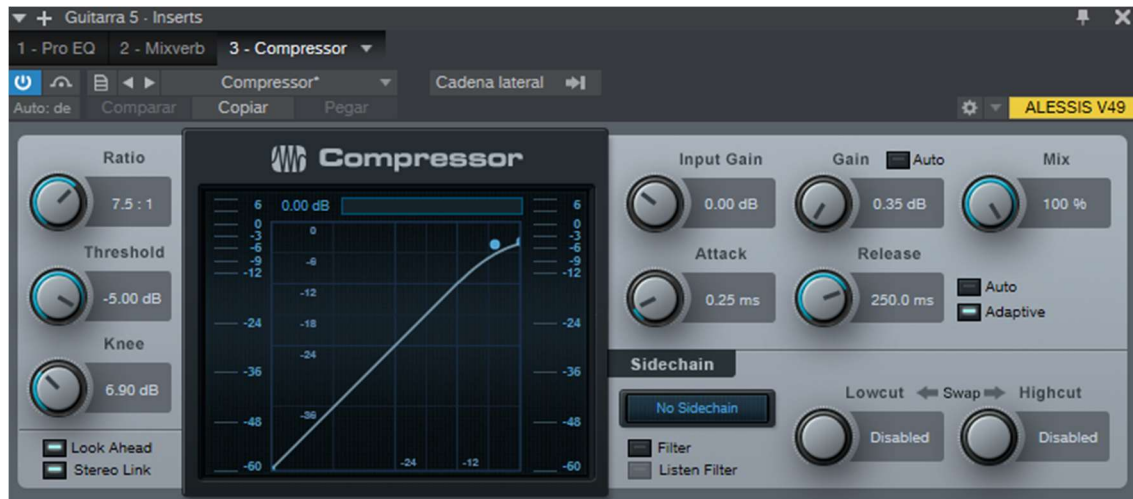 Guitarra 5 - Inserts
1 - Pro EQ 2 - Mixverb 3 - Compressor
Compressor* Cadena lateral
Auto: de Comparar Copiar Pegar ALESSIS V49
Compressor
Ratio
7.5 : 1
Threshold
-5.00 dB
Knee
6.90 dB
Look Ahead
Stereo Link
6 0.00 dB 6
0 0 0
-3 -3
-6 -6 -6
-9 -9
-12 -12
-12
-24 -18 -24
-24
-36 -36
-36
-48 -48
-60 -24 -12 -60
Input Gain Gain Auto Mix
0.00 dB 0.35 dB 100 %
Attack Release
0.25 ms 250.0 ms Auto
Adaptive
Sidechain
No Sidechain
Filter
Listen Filter
Lowcut Swap Highcut
Disabled Disabled